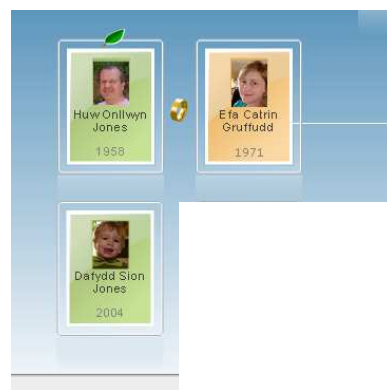 Huw Onllwyn
Jones
1958
Efa Catrin
Gruffudd
1971
Dafydd Sion
Jones
2004